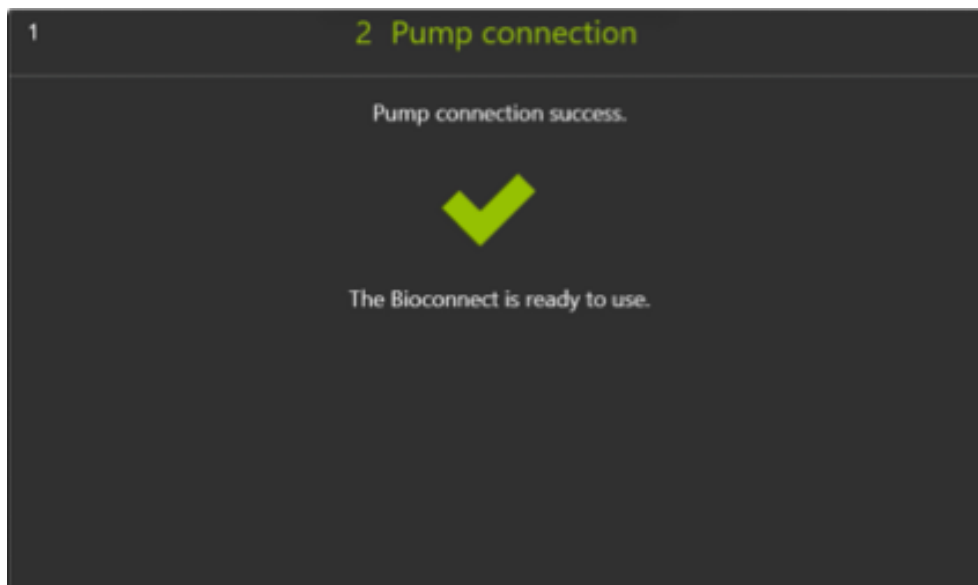 1
2 Pump connection
Pump connection success.
The Bioconnect is ready to use.